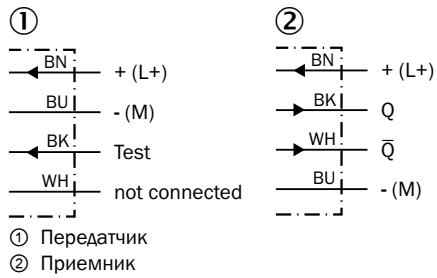 ① ②
BN + (L+)
BU - (M)
BK Test
WH not connected
BN + (L+)
BK Q
WH Q̅
BU - (M)
① Передатчик
② Приемник